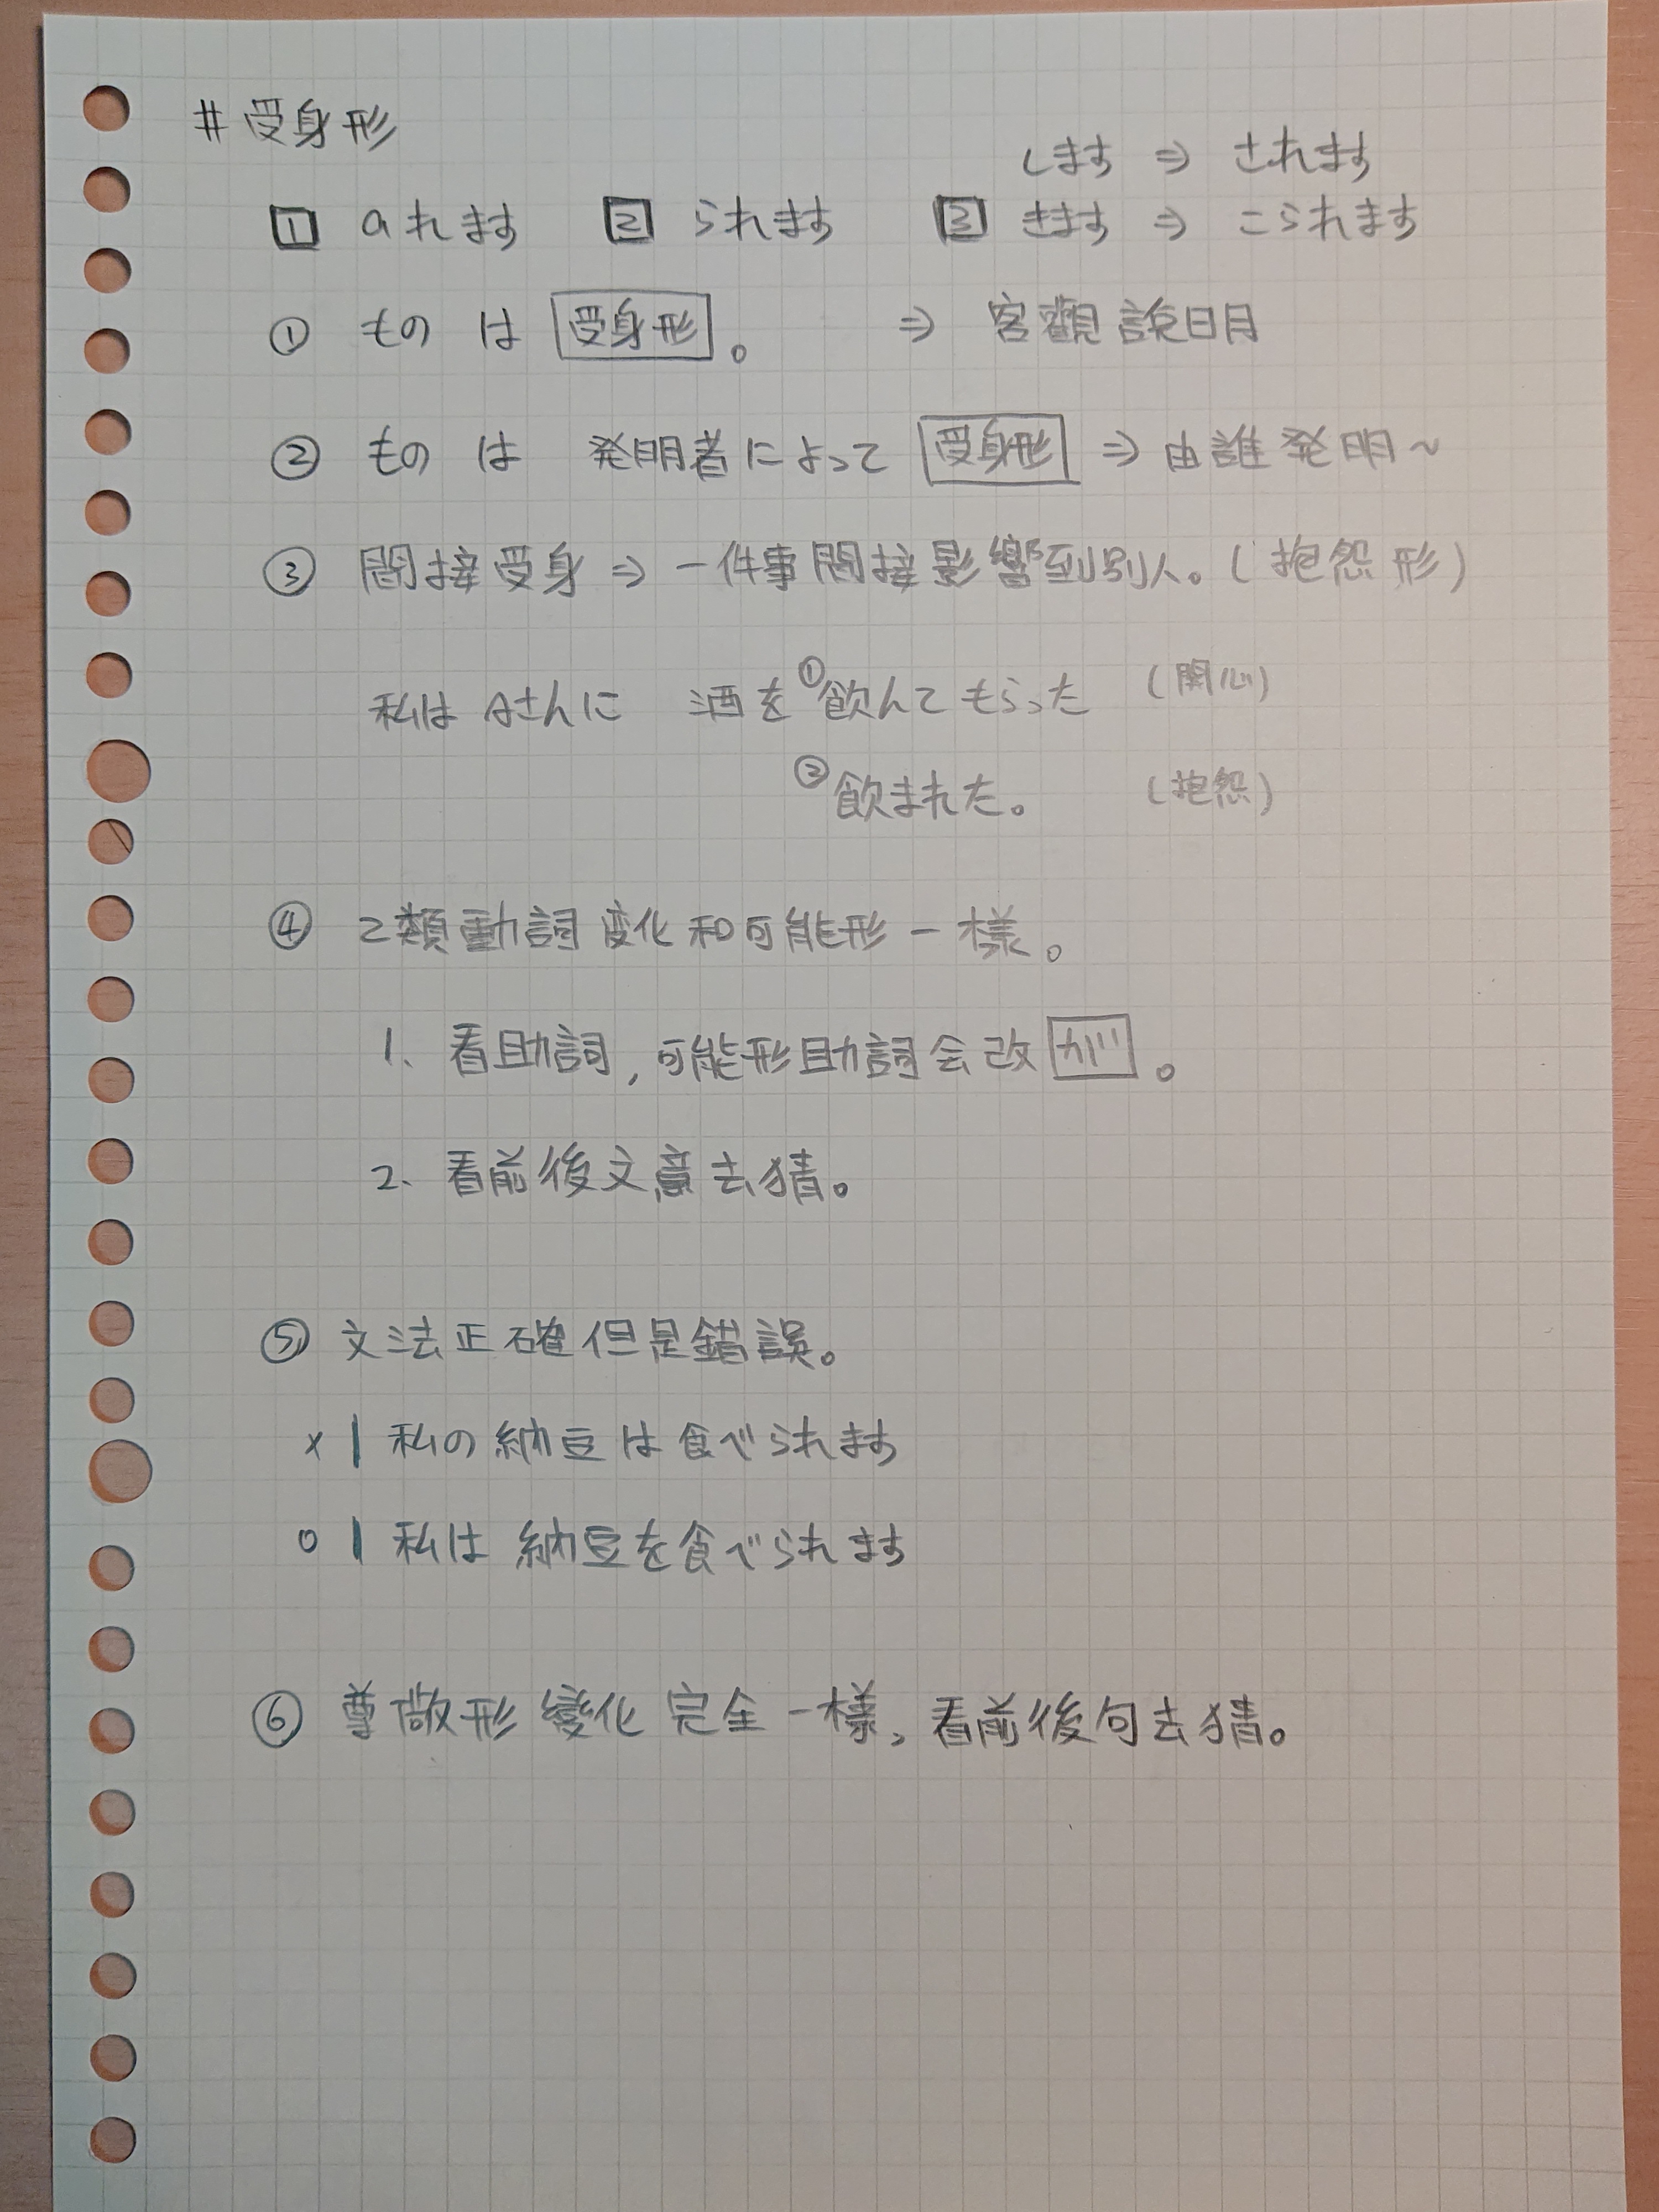 # 受身形
します ⇒ されます
1 aれます 2 られます 3 きます ⇒ こられます
① もの は 受身形。 ⇒ 客觀說明
② もの は 発明者によって 受身形 ⇒ 由誰発明~
③ 間接受身 ⇒ 一件事間接影響到別人。(抱怨形)
私は Aさんに 酒を ①飲んてもらった (開心)
②飲まれた。 (抱怨)
④ 2類動詞变化和可能形一樣。
1. 看助詞,可能形助詞会改 が。
2. 看前後文意去猜。
⑤ 文法正確但是錯誤。
x | 私の納豆は食べられます
o | 私は 納豆を食べられます
⑥ 尊敬形變化完全一樣、看前後句去猜。